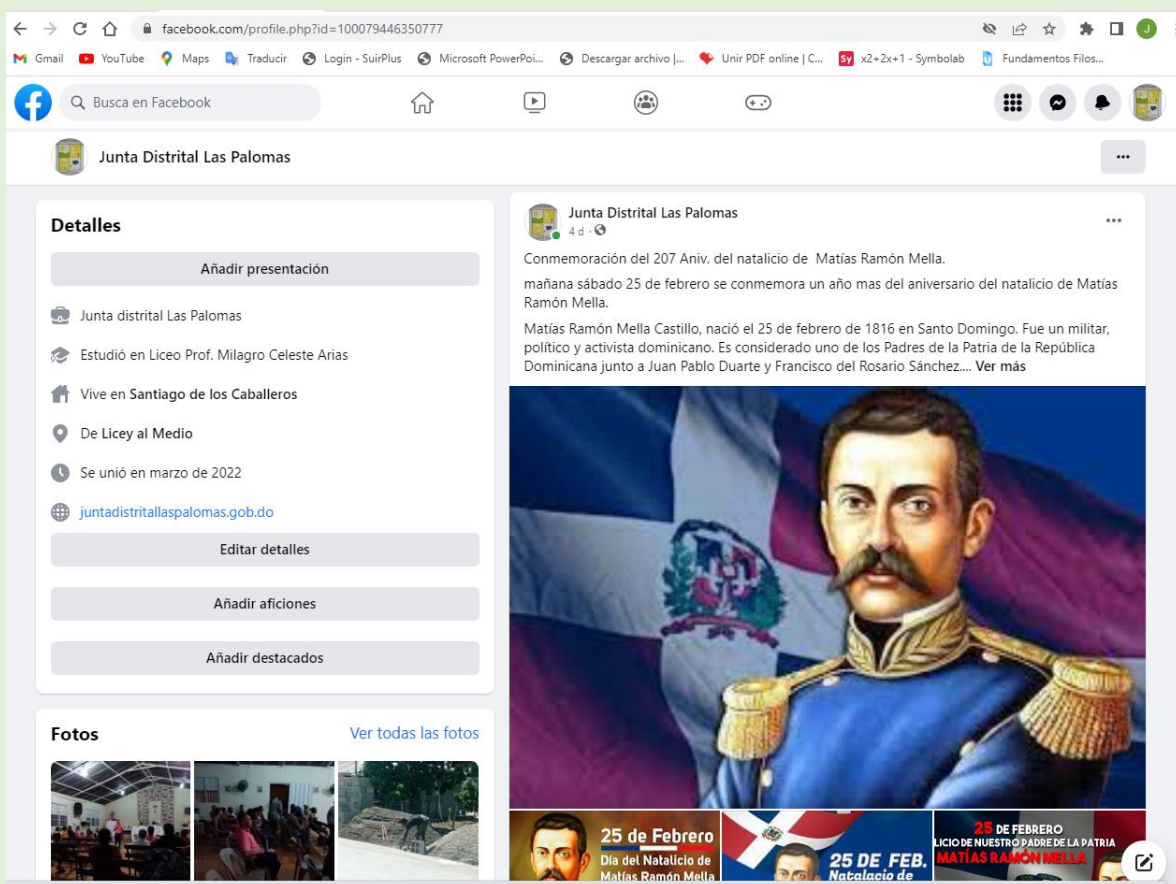 facebook.com/profile.php?id=100079446350777
J
Gmail YouTube Maps Traducir Login - SuirPlus Microsoft PowerPoi... Descargar archivo |... Unir PDF online | C... Sy x2+2x+1 - Symbolab Fundamentos Filos...
Busca en Facebook
Junta Distrital Las Palomas
Detalles
Añadir presentación
Junta distrital Las Palomas
Estudió en Liceo Prof. Milagro Celeste Arias
Vive en Santiago de los Caballeros
De Licey al Medio
Se unió en marzo de 2022
juntadistritallaspalomas.gob.do
Editar detalles
Añadir aficiones
Añadir destacados
Fotos
Ver todas las fotos
Junta Distrital Las Palomas
4 d ·
Conmemoración del 207 Aniv. del natalicio de Matías Ramón Mella.
mañana sábado 25 de febrero se conmemora un año mas del aniversario del natalicio de Matías
Ramón Mella.
Matías Ramón Mella Castillo, nació el 25 de febrero de 1816 en Santo Domingo. Fue un militar,
político y activista dominicano. Es considerado uno de los Padres de la Patria de la República
Dominicana junto a Juan Pablo Duarte y Francisco del Rosario Sánchez.... Ver más
25 de Febrero
Día del Natalicio de
Matías Ramón Mella
25 DE FEB.
Natalacio de
25 DE FEBRERO
LICIO DE NUESTRO PADRE DE LA PATRIA
MATÍAS RAMÓN MELLA